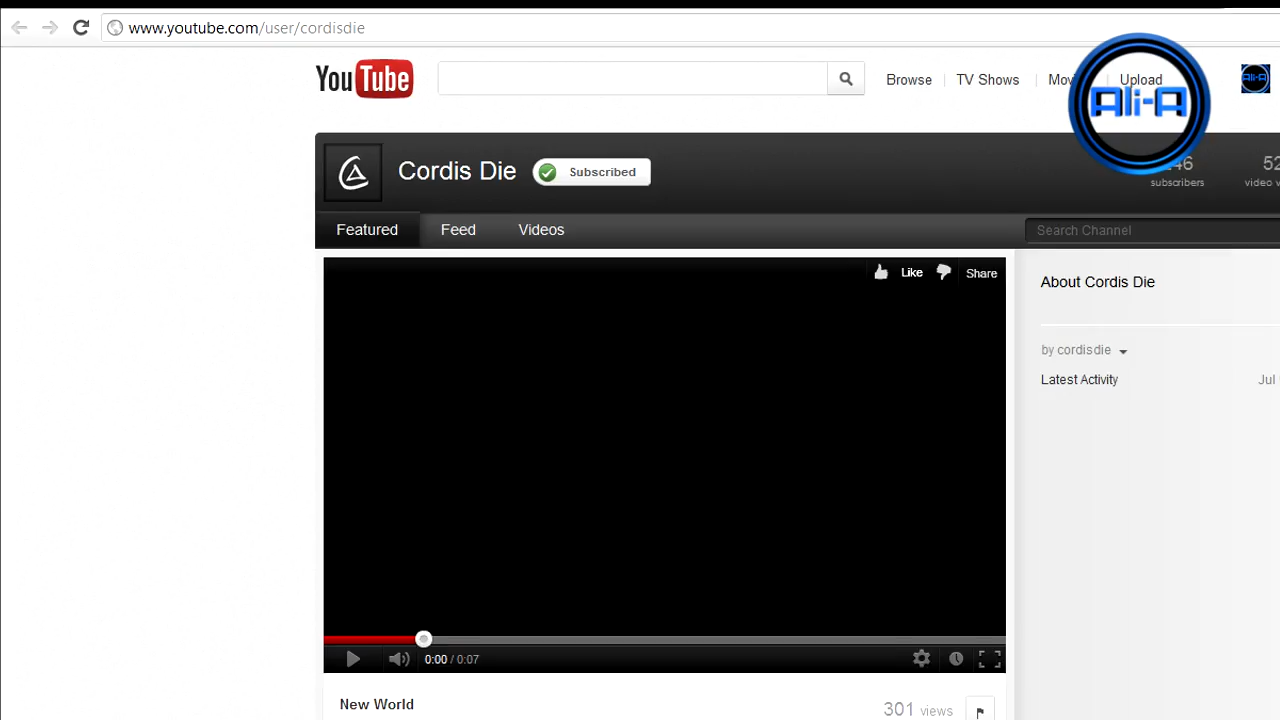 www.youtube.com/user/cordisdie
YouTube
Browse
TV Shows
Upload
Ali-A
Ali-A
Cordis Die
Subscribed
subscribers
video
Featured
Feed
Videos
Search Channel
Like
Share
About Cordis Die
by cordisdie
Latest Activity
Jul
0:00 / 0:07
New World
301 views